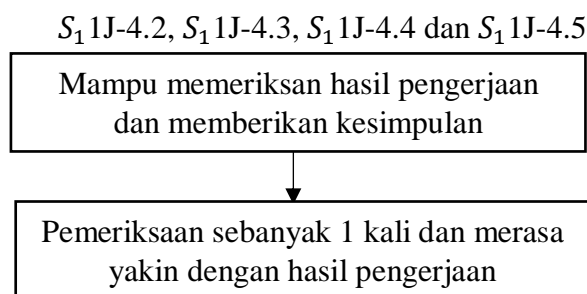 𝑆₁1J-4.2, 𝑆₁1J-4.3, 𝑆₁1J-4.4 dan 𝑆₁1J-4.5
Mampu memeriksan hasil pengerjaan
dan memberikan kesimpulan
Pemeriksaan sebanyak 1 kali dan merasa
yakin dengan hasil pengerjaan